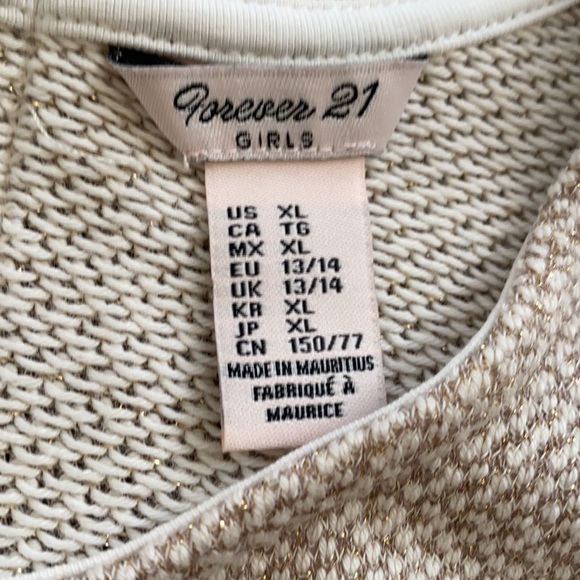 Forever 21
GIRLS
US XL
CA TG
MX XL
EU 13/14
UK 13/14
KR XL
JP XL
CN 150/77
MADE IN MAURITIUS
FABRIQUÉ À
MAURICE